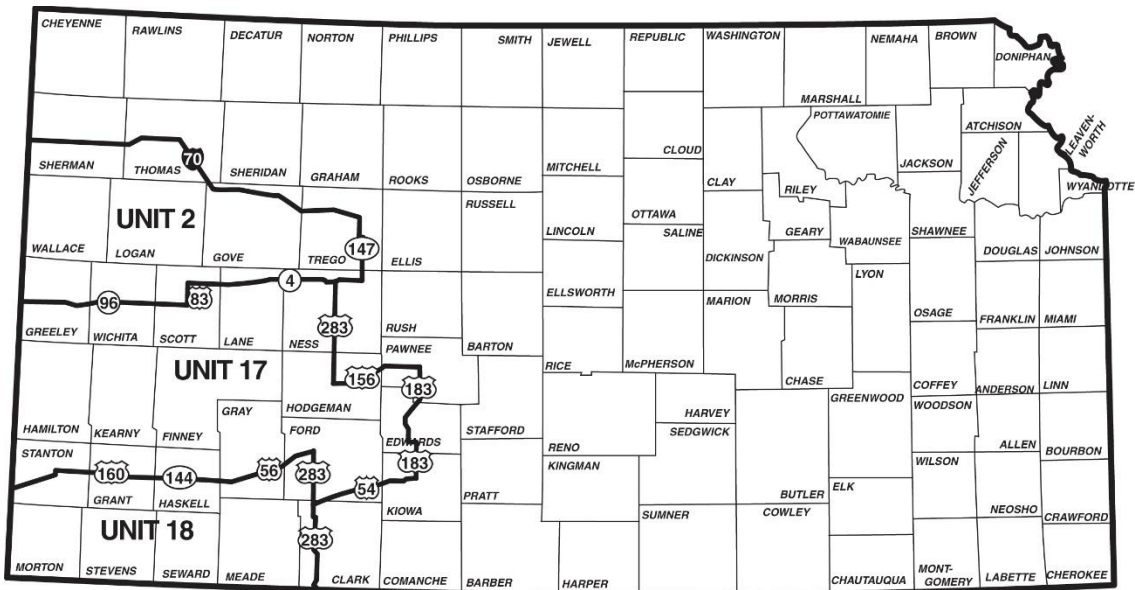 CHEYENNE
RAWLINS
DECATUR
NORTON
PHILLIPS
SMITH
JEWELL
REPUBLIC
WASHINGTON
MARSHALL
NEMAHA
BROWN
DONIPHAN
SHERMAN
THOMAS
70
SHERIDAN
GRAHAM
ROOKS
OSBORNE
MITCHELL
CLOUD
CLAY
RILEY
POTTAWATOMIE
JACKSON
ATCHISON
JEFFERSON
LEAVEN-
WORTH
WYANDOTTE
UNIT 2
WALLACE
LOGAN
GOVE
TREGO
147
ELLIS
RUSSELL
LINCOLN
OTTAWA
SALINE
DICKINSON
GEARY
WABAUNSEE
SHAWNEE
DOUGLAS
JOHNSON
96
83
4
GREELEY
WICHITA
SCOTT
LANE
NESS
283
RUSH
BARTON
ELLSWORTH
RICE
McPHERSON
MARION
MORRIS
LYON
CHASE
OSAGE
FRANKLIN
MIAMI
UNIT 17
156
PAWNEE
183
HAMILTON
KEARNY
FINNEY
GRAY
HODGEMAN
FORD
EDWARDS
STAFFORD
RENO
HARVEY
SEDGWICK
BUTLER
GREENWOOD
COFFEY
ANDERSON
LINN
WOODSON
ALLEN
BOURBON
STANTON
160
GRANT
144
HASKELL
56
283
54
183
KIOWA
PRATT
KINGMAN
ELK
WILSON
NEOSHO
CRAWFORD
UNIT 18
MORTON
STEVENS
SEWARD
MEADE
283
CLARK
COMANCHE
BARBER
HARPER
SUMNER
COWLEY
CHAUTAUQUA
MONT-
GOMERY
LABETTE
CHEROKEE